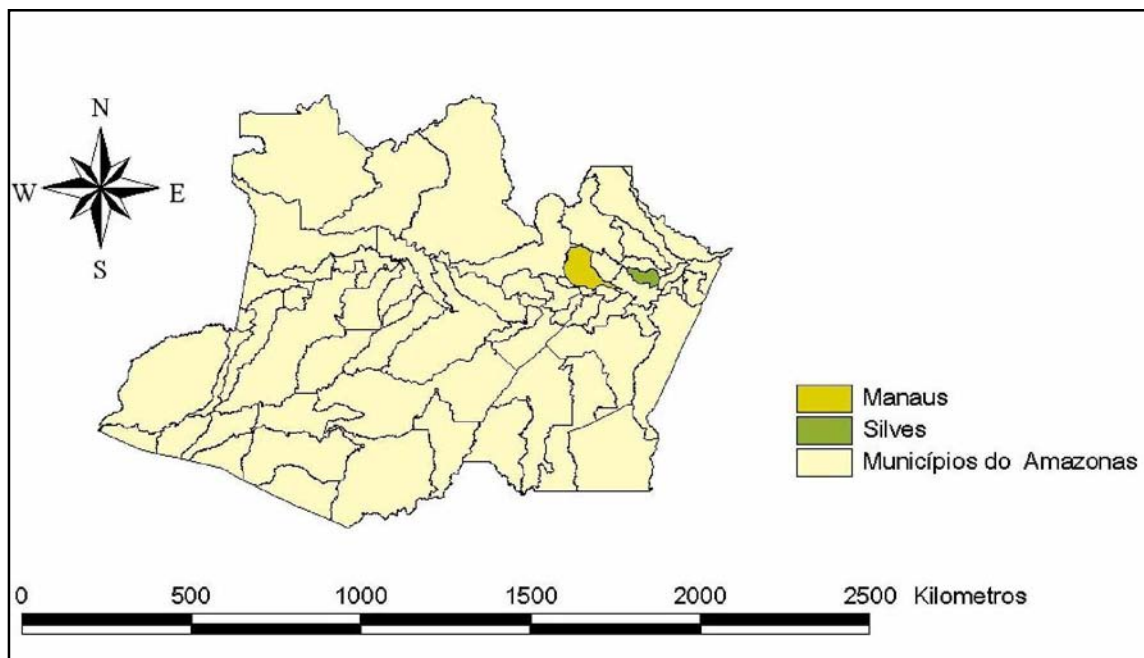 N
W E
S
Manaus
Silves
Municípios do Amazonas
0 500 1000 1500 2000 2500 Kilometros